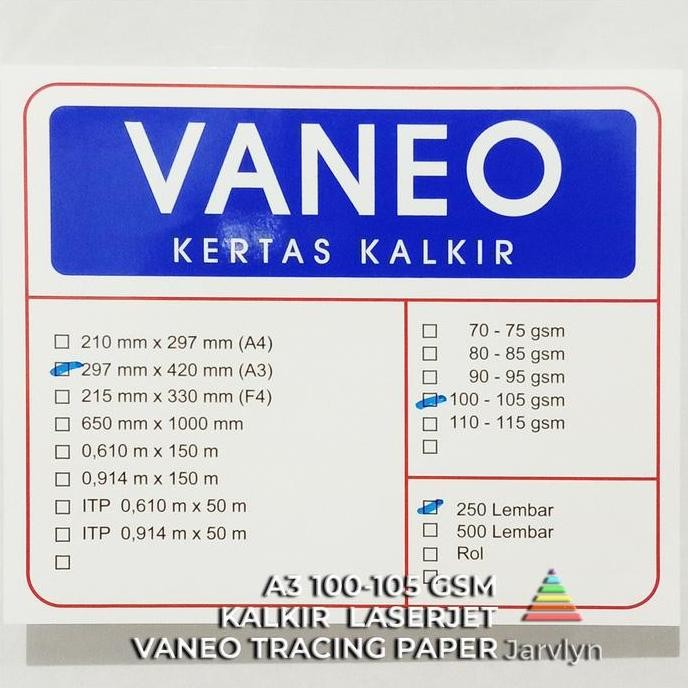 VANEO
KERTAS KALKIR
210 mm x 297 mm (A4)
297 mm x 420 mm (A3)
215 mm x 330 mm (F4)
650 mm x 1000 mm
0,610 m x 150 m
0,914 m x 150 m
ITP 0,610 m x 50 m
ITP 0,914 m x 50 m
70 - 75 gsm
80 - 85 gsm
90 - 95 gsm
100 - 105 gsm
110 - 115 gsm
250 Lembar
500 Lembar
Rol
A3 100-105 GSM
KALKIR LASERJET
VANEO TRACING PAPER
Jarvlyn